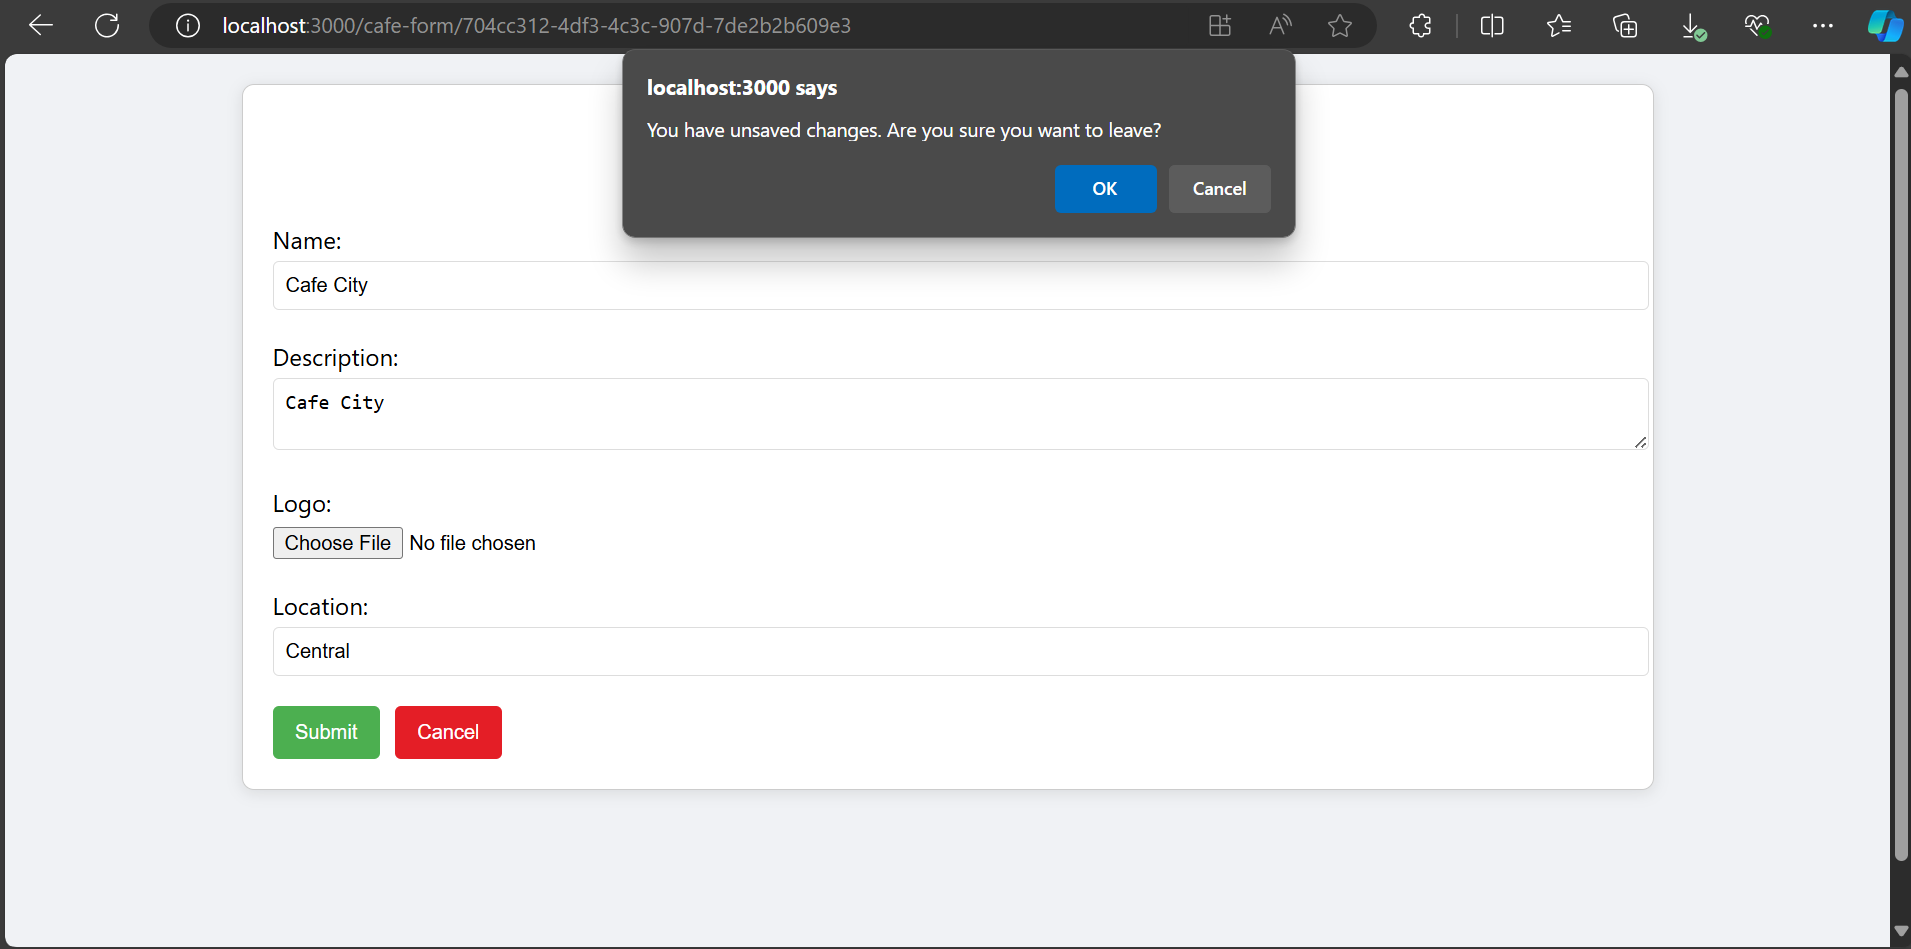 localhost:3000/cafe-form/704cc312-4df3-4c3c-907d-7de2b2b609e3
localhost:3000 says
You have unsaved changes. Are you sure you want to leave?
OK
Cancel
Name:
Cafe City
Description:
Cafe City
Logo:
Choose File No file chosen
Location:
Central
Submit
Cancel